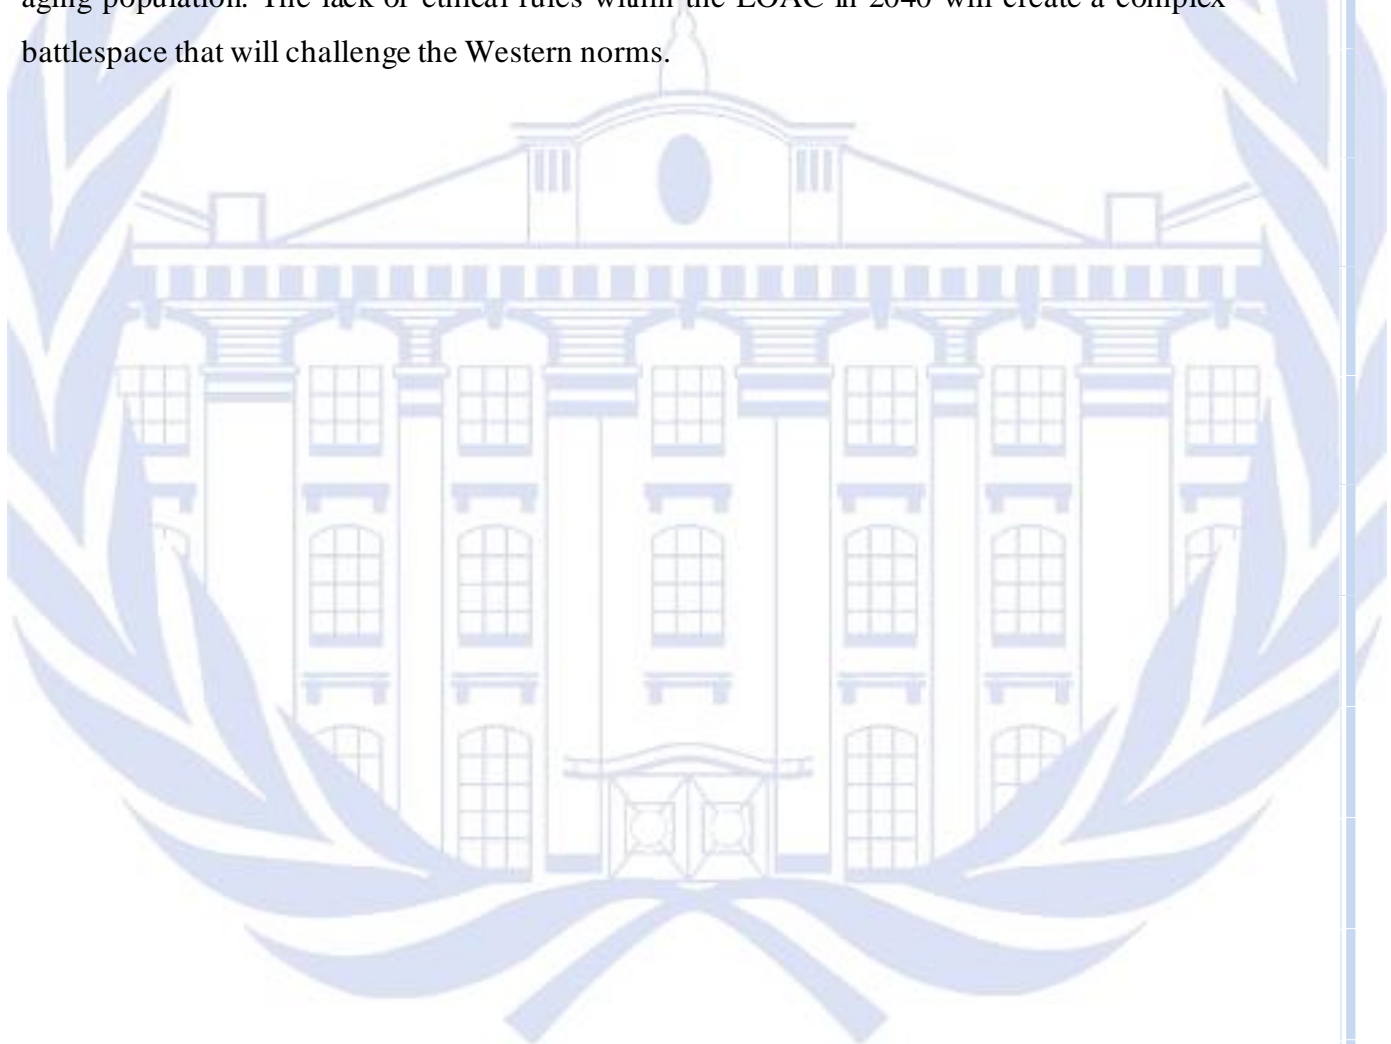 aging population. The lack of ethical rules within the LOAC in 2040 will create a complex
battlespace that will challenge the Western norms.